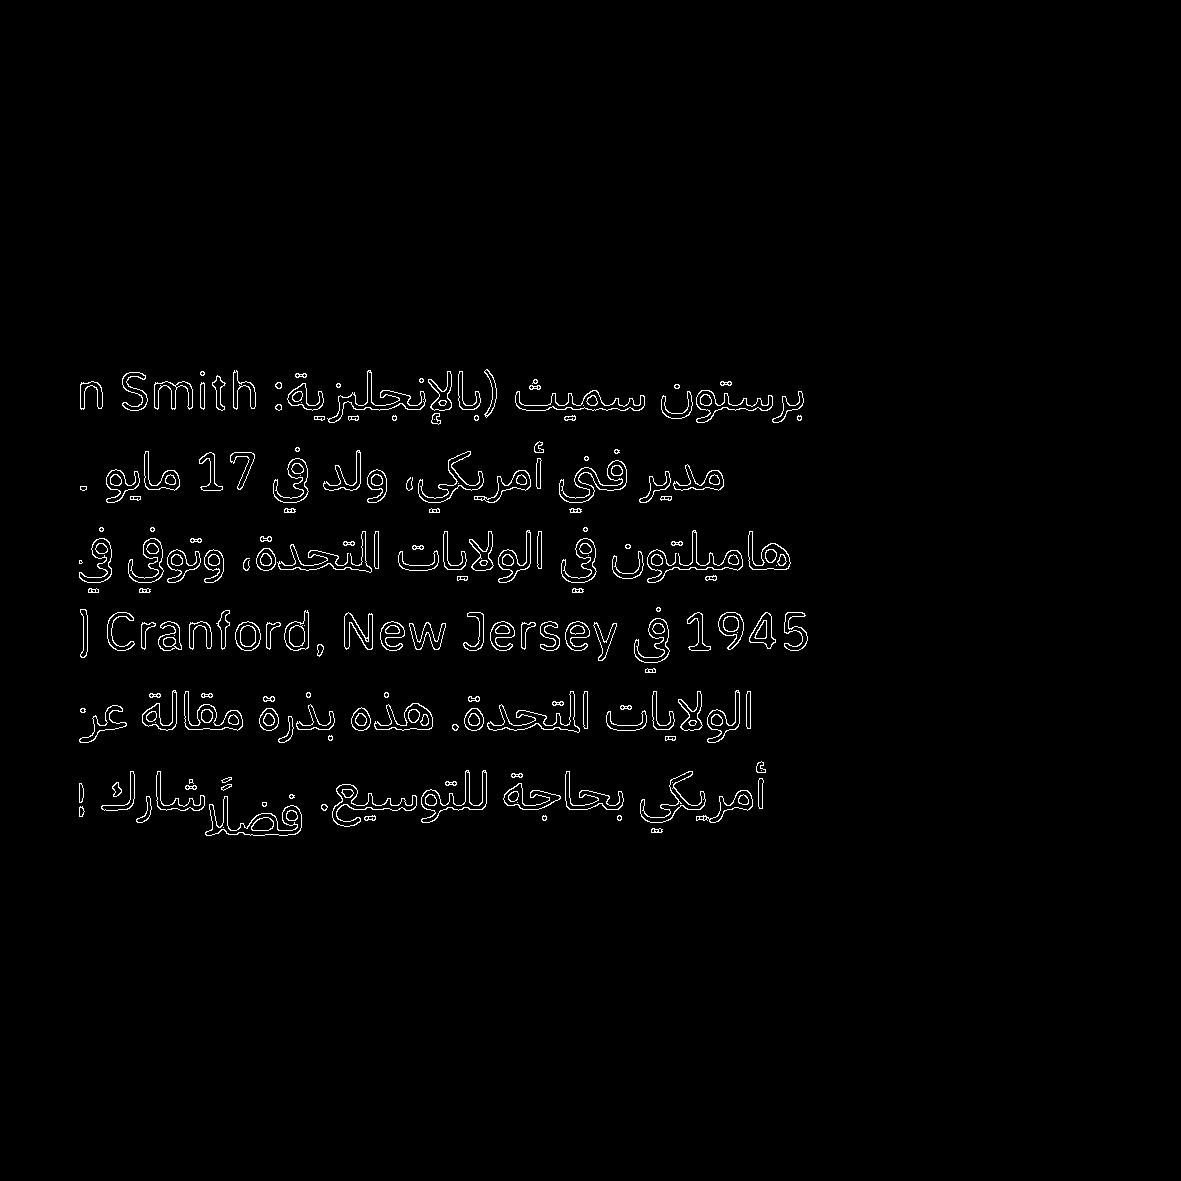 برستون سميث (بالإنجليزية: n Smith
مدير فني أمريكي، ولد في 17 مايو
هاميلتون في الولايات المتحدة، وتوفي في
1945 في Cranford, New Jersey
الولايات المتحدة. هذه بذرة مقالة عن
أمريكي بحاجة للتوسيع. فضلًا شارك